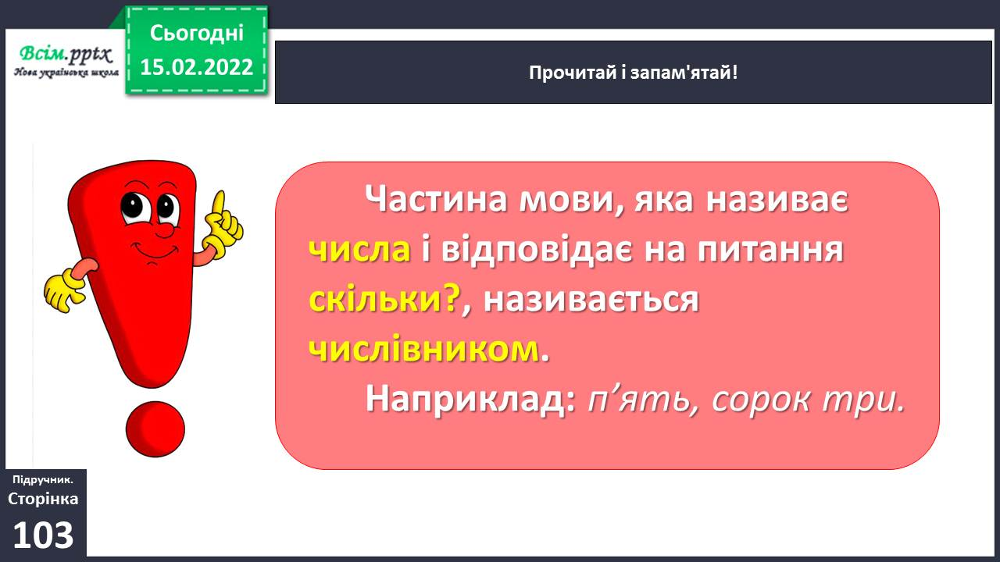 Всім.pptx
Нова українська школа
Сьогодні
15.02.2022
Прочитай і запам'ятай!
Частина мови, яка називає
числа і відповідає на питання
скільки?, називається
числівником.
Наприклад: п’ять, сорок три.
Підручник.
Сторінка
103